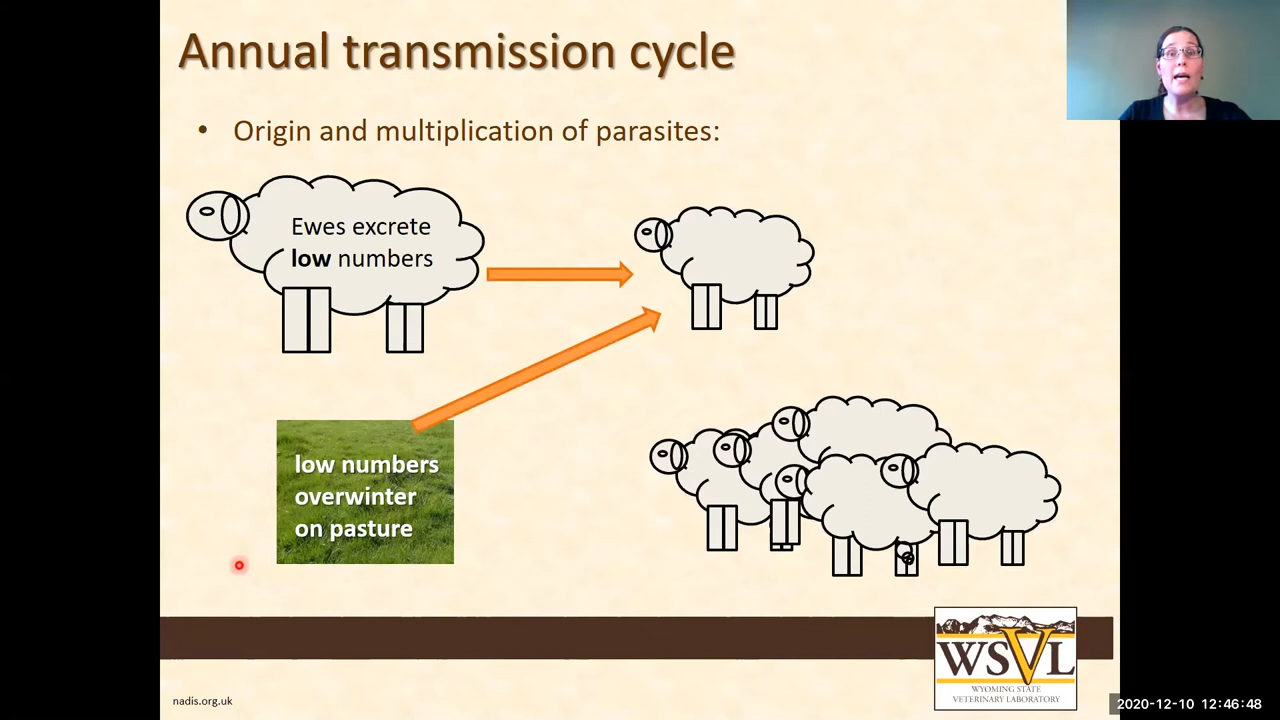 Annual transmission cycle
• Origin and multiplication of parasites:
Ewes excrete
low numbers
low numbers
overwinter
on pasture
WSVL
WYOMING STATE
VETERINARY LABORATORY
nadis.org.uk
2020-12-10 12:46:48